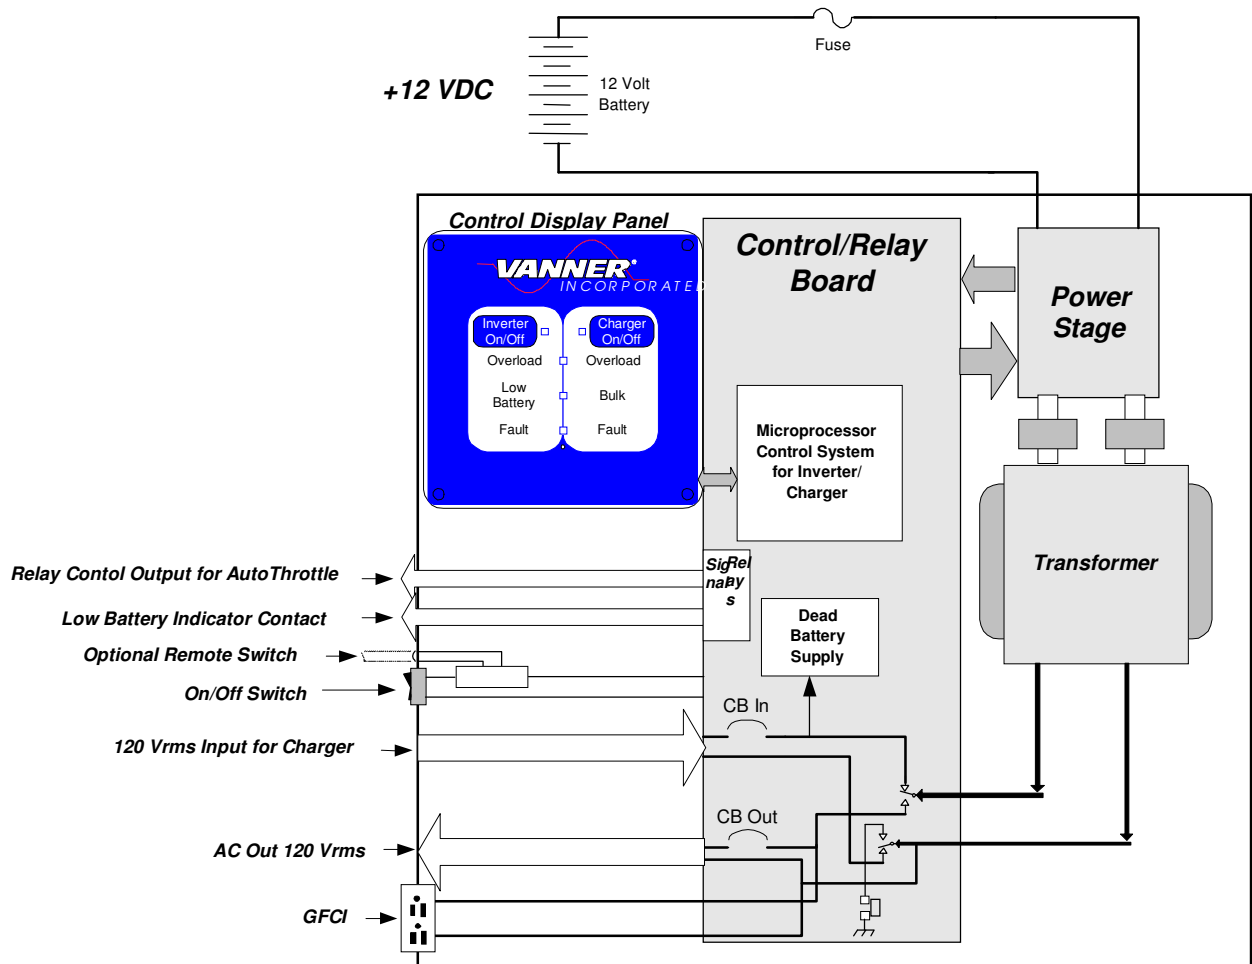 Fuse
+12 VDC
12 Volt
Battery
Control Display Panel
VANNER
INCORPORATED
Inverter
On/Off
Charger
On/Off
Overload
Overload
Low
Battery
Bulk
Fault
Fault
Control/Relay
Board
Power
Stage
Microprocessor
Control System
for Inverter/
Charger
Transformer
Signal
Relays
Dead
Battery
Supply
Relay Contol Output for AutoThrottle
Low Battery Indicator Contact
Optional Remote Switch
On/Off Switch
CB In
120 Vrms Input for Charger
CB Out
AC Out 120 Vrms
GFCI